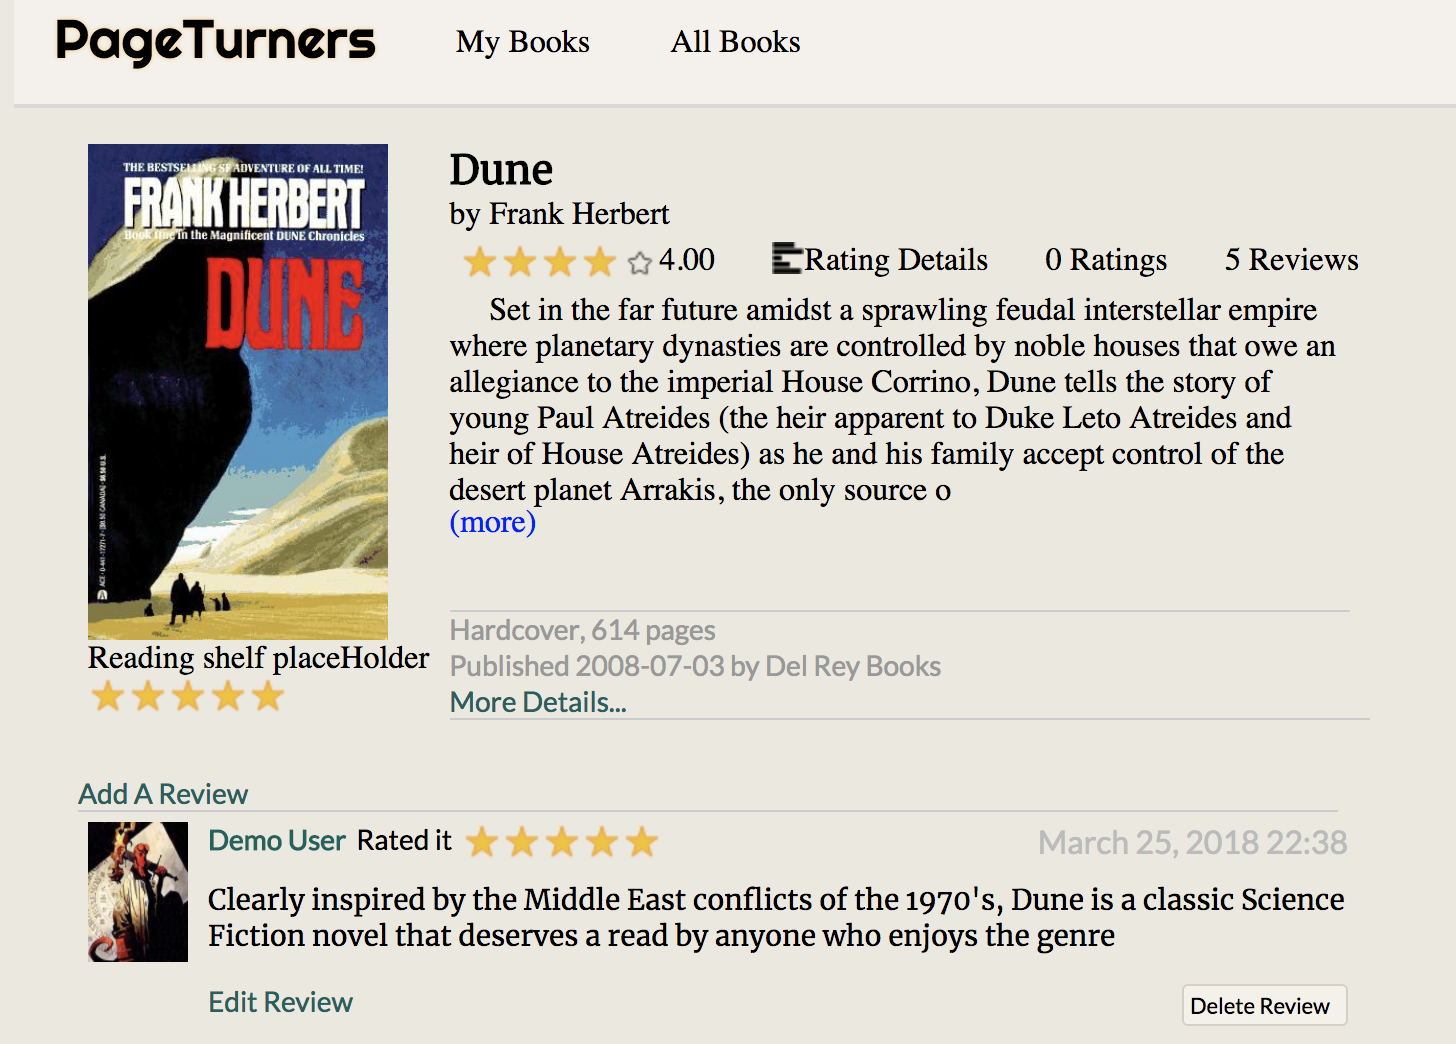 PageTurners
My Books
All Books
THE BESTSELLING SF ADVENTURE OF ALL TIME!
FRANK HERBERT
Book One in the Magnificent DUNE Chronicles
DUNE
Dune
by Frank Herbert
4.00
Rating Details
0 Ratings
5 Reviews
Set in the far future amidst a sprawling feudal interstellar empire
where planetary dynasties are controlled by noble houses that owe an
allegiance to the imperial House Corrino, Dune tells the story of
young Paul Atreides (the heir apparent to Duke Leto Atreides and
heir of House Atreides) as he and his family accept control of the
desert planet Arrakis, the only source o
(more)
Hardcover, 614 pages
Published 2008-07-03 by Del Rey Books
More Details...
Reading shelf placeHolder
Add A Review
Demo User Rated it
March 25, 2018 22:38
Clearly inspired by the Middle East conflicts of the 1970's, Dune is a classic Science
Fiction novel that deserves a read by anyone who enjoys the genre
Edit Review
Delete Review